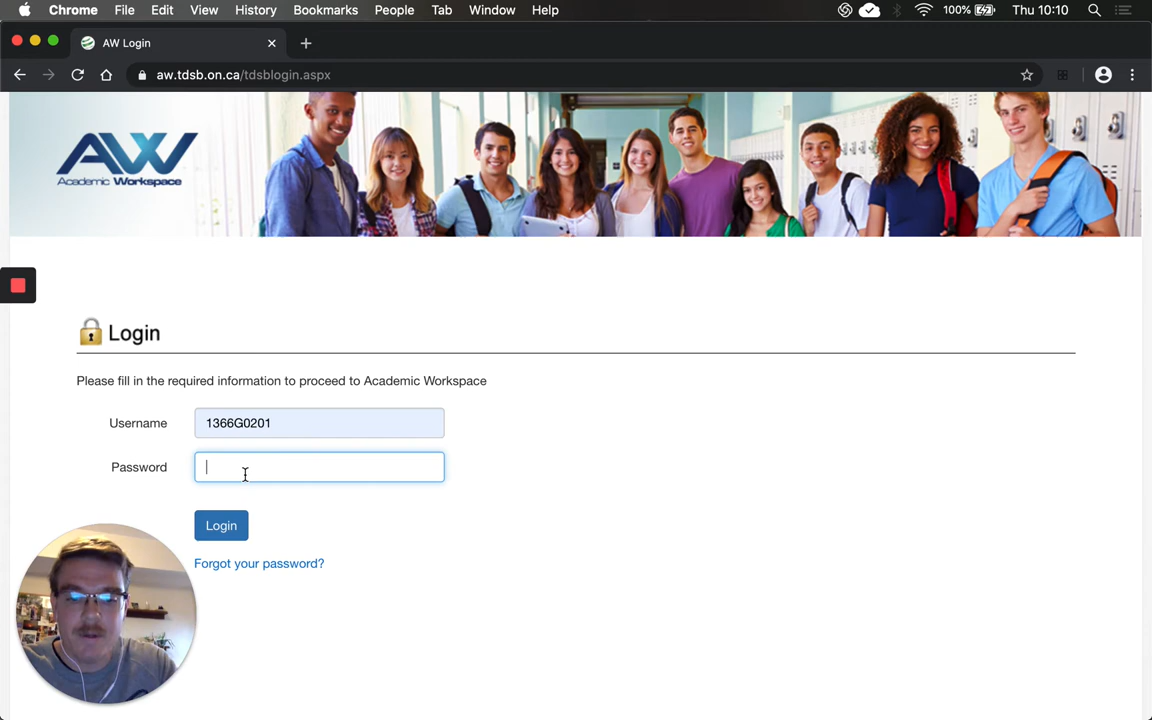 Chrome File Edit View History Bookmarks People Tab Window Help 100% Thu 10:10
AW Login
aw.tdsb.on.ca/tdsblogin.aspx
AW
Academic Workspace
Login
Please fill in the required information to proceed to Academic Workspace
Username 1366G0201
Password
Login
Forgot your password?